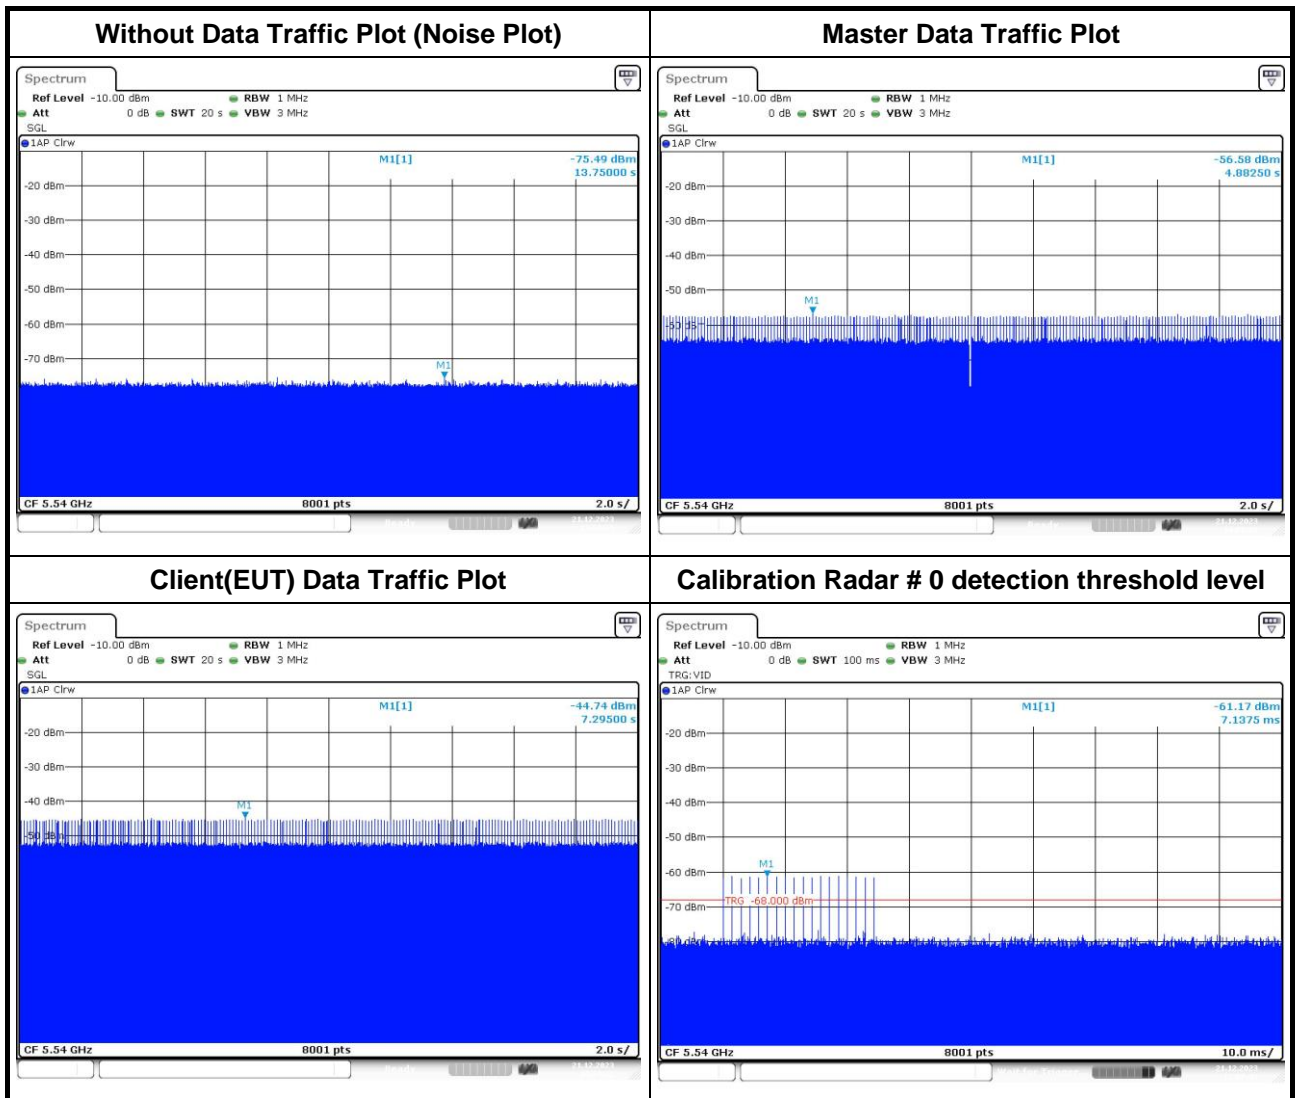 Without Data Traffic Plot (Noise Plot)
Spectrum
Ref Level -10.00 dBm RBW 1 MHz
Att 0 dB SWT 20 s VBW 3 MHz
SGL
1AP Clrw
M1[1] -75.49 dBm
13.75000 s
-20 dBm
-30 dBm
-40 dBm
-50 dBm
-60 dBm
-70 dBm
M1
CF 5.54 GHz 8001 pts 2.0 s/
Master Data Traffic Plot
Spectrum
Ref Level -10.00 dBm RBW 1 MHz
Att 0 dB SWT 20 s VBW 3 MHz
SGL
1AP Clrw
M1[1] -56.58 dBm
4.88250 s
-20 dBm
-30 dBm
-40 dBm
-50 dBm
M1
CF 5.54 GHz 8001 pts 2.0 s/
Client(EUT) Data Traffic Plot
Spectrum
Ref Level -10.00 dBm RBW 1 MHz
Att 0 dB SWT 20 s VBW 3 MHz
SGL
1AP Clrw
M1[1] -44.74 dBm
7.29500 s
-20 dBm
-30 dBm
-40 dBm
M1
CF 5.54 GHz 8001 pts 2.0 s/
Calibration Radar # 0 detection threshold level
Spectrum
Ref Level -10.00 dBm RBW 1 MHz
Att 0 dB SWT 100 ms VBW 3 MHz
TRG:VID
1AP Clrw
M1[1] -61.17 dBm
7.1375 ms
-20 dBm
-30 dBm
-40 dBm
-50 dBm
M1
-60 dBm
TRG -68.000 dBm
-70 dBm
CF 5.54 GHz 8001 pts 10.0 ms/